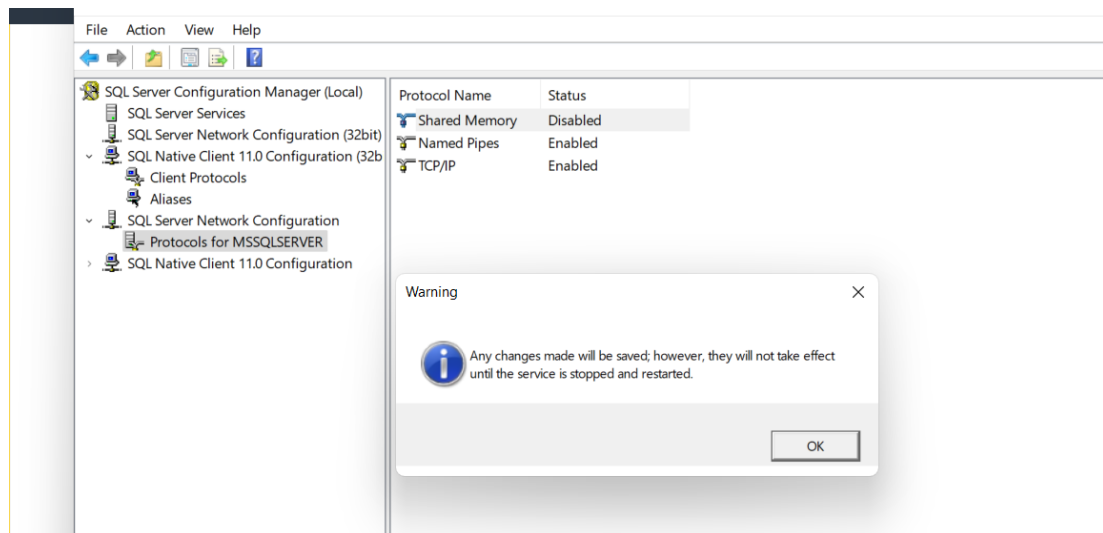 File Action View Help
SQL Server Configuration Manager (Local)
SQL Server Services
SQL Server Network Configuration (32bit)
SQL Native Client 11.0 Configuration (32b
Client Protocols
Aliases
SQL Server Network Configuration
Protocols for MSSQLSERVER
SQL Native Client 11.0 Configuration
Protocol Name Status
Shared Memory Disabled
Named Pipes Enabled
TCP/IP Enabled
Warning
Any changes made will be saved; however, they will not take effect
until the service is stopped and restarted.
OK